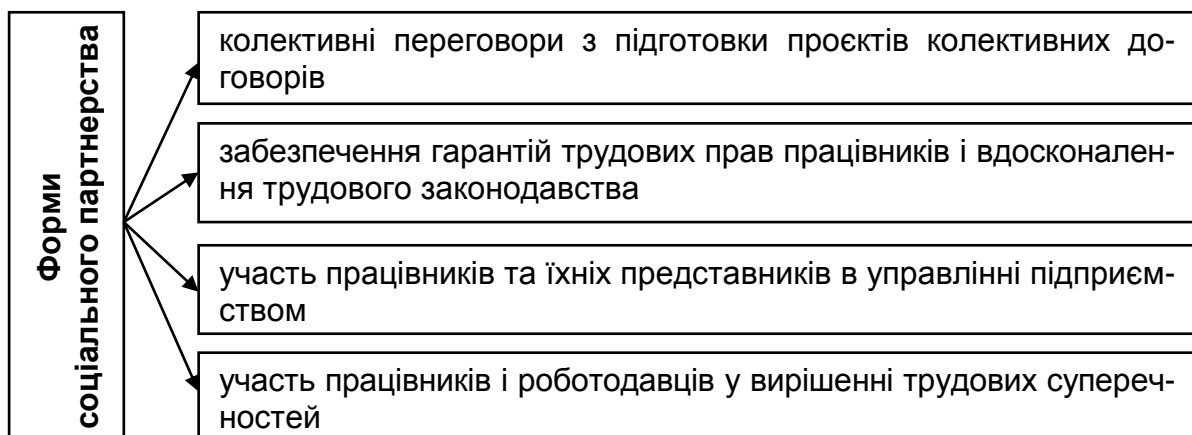 Форми
соціального партнерства
колективні переговори з підготовки проєктів колективних до-
говорів
забезпечення гарантій трудових прав працівників і вдосконален-
ня трудового законодавства
участь працівників та їхніх представників в управлінні підприєм-
ством
участь працівників і роботодавців у вирішенні трудових супереч-
ностей